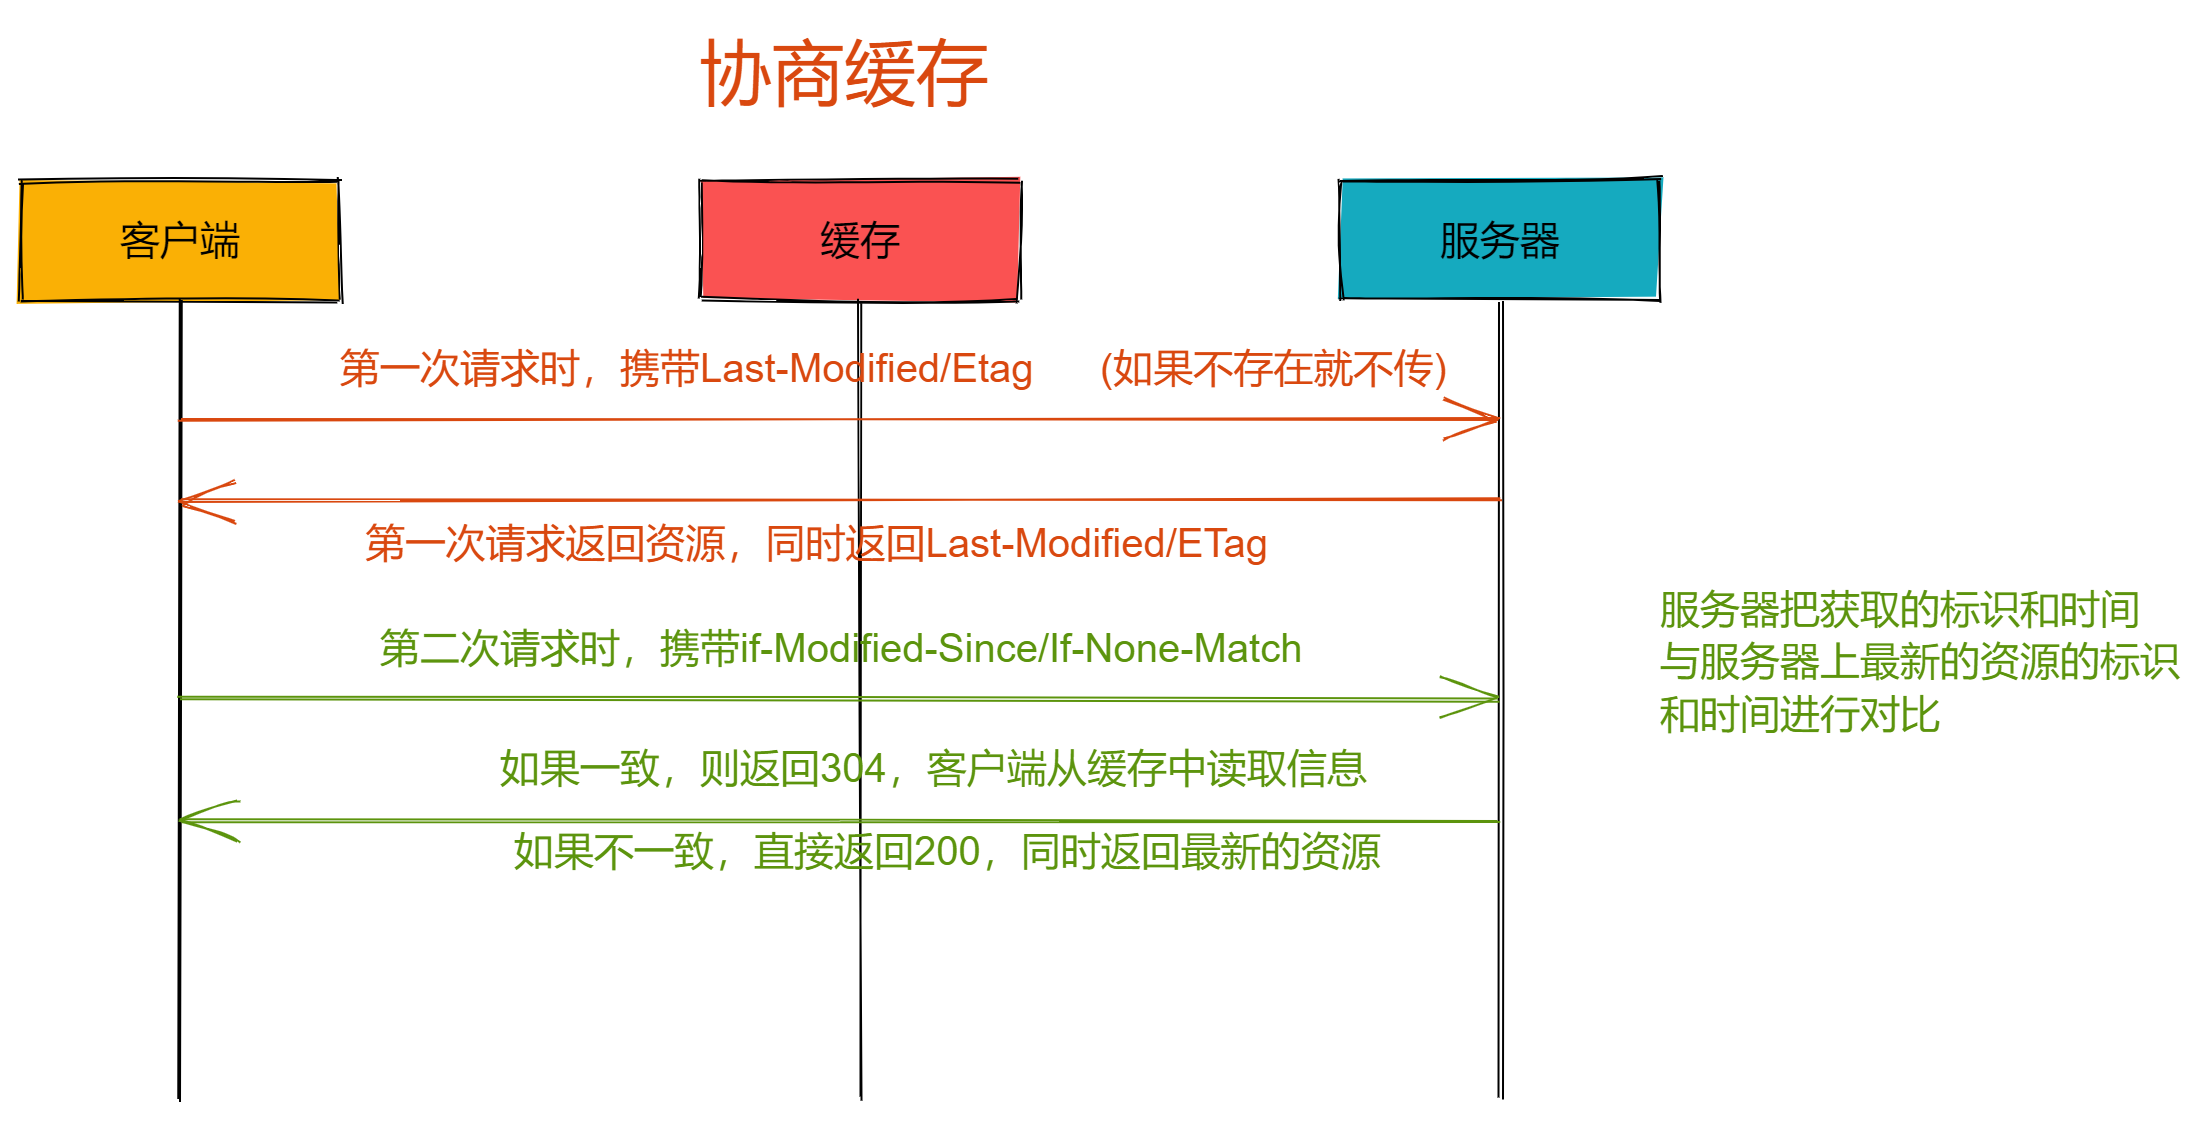 协商缓存
客户端
缓存
服务器
第一次请求时，携带Last-Modified/Etag (如果不存在就不传)
第一次请求返回资源，同时返回Last-Modified/ETag
服务器把获取的标识和时间
与服务器上最新的资源的标识
和时间进行对比
第二次请求时，携带if-Modified-Since/If-None-Match
如果一致，则返回304，客户端从缓存中读取信息
如果不一致，直接返回200，同时返回最新的资源